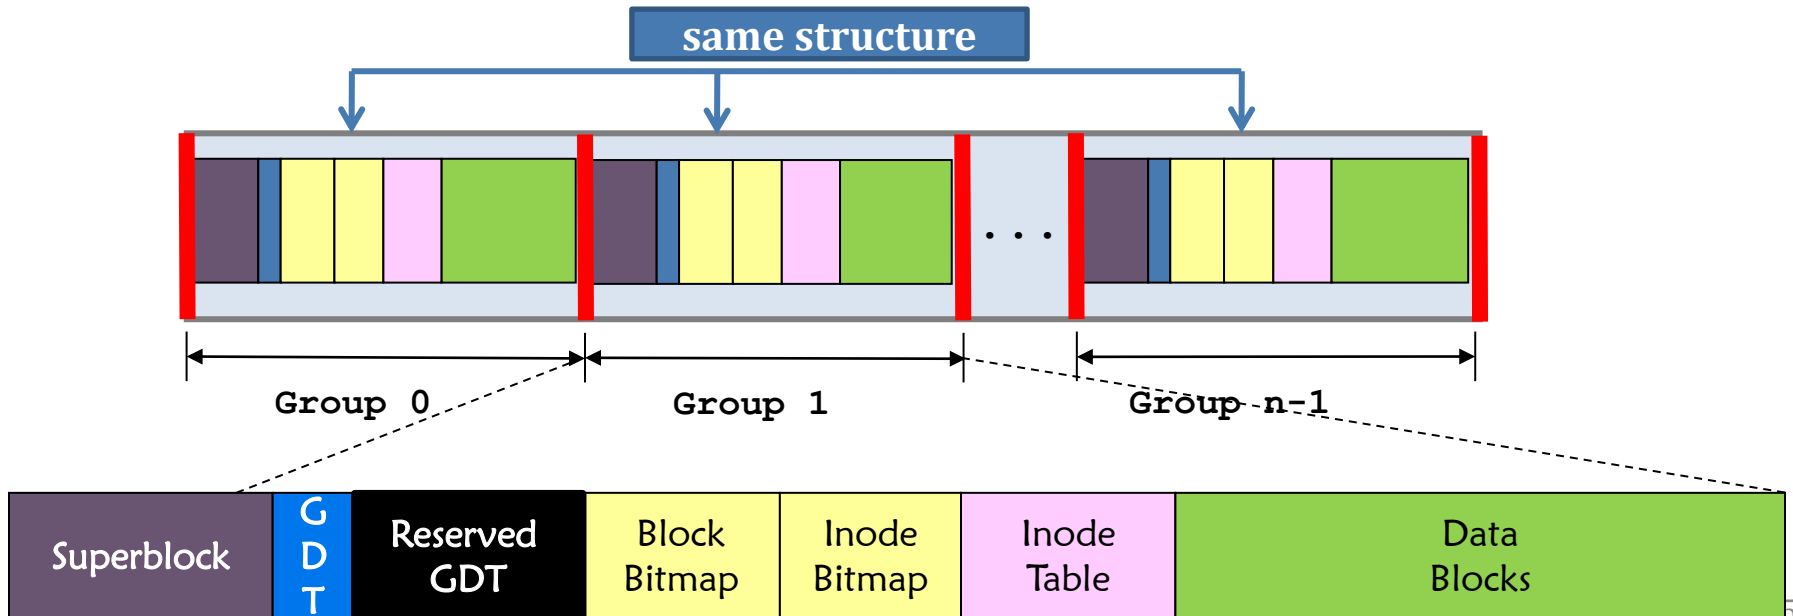 same structure
. . .
Group 0
Group 1
Group n-1
Superblock
G
D
T
Reserved
GDT
Block
Bitmap
Inode
Bitmap
Inode
Table
Data
Blocks